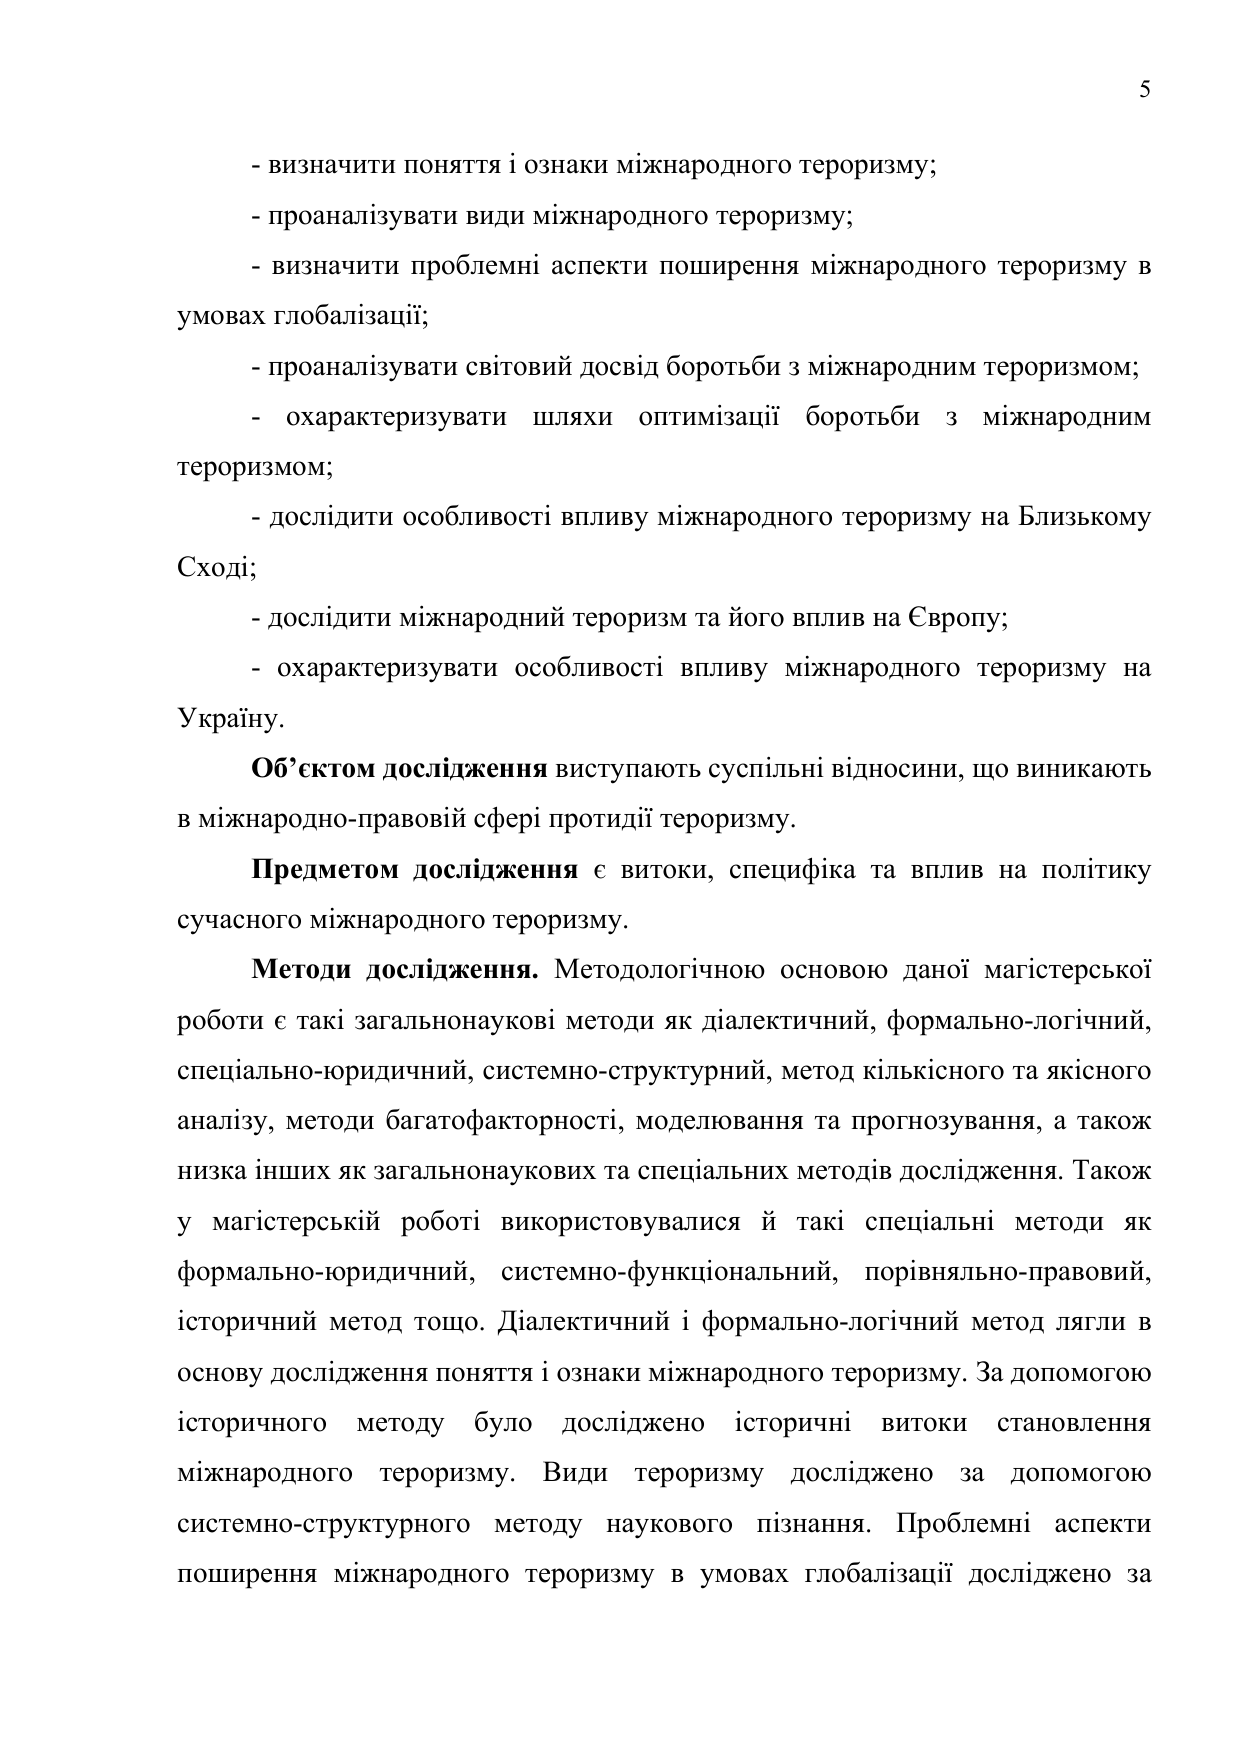 5
- визначити поняття і ознаки міжнародного тероризму;
- проаналізувати види міжнародного тероризму;
- визначити проблемні аспекти поширення міжнародного тероризму в
умовах глобалізації;
- проаналізувати світовий досвід боротьби з міжнародним тероризмом;
- охарактеризувати шляхи оптимізації боротьби з міжнародним
тероризмом;
- дослідити особливості впливу міжнародного тероризму на Близькому
Сході;
- дослідити міжнародний тероризм та його вплив на Європу;
- охарактеризувати особливості впливу міжнародного тероризму на
Україну.
Об’єктом дослідження виступають суспільні відносини, що виникають
в міжнародно-правовій сфері протидії тероризму.
Предметом дослідження є витоки, специфіка та вплив на політику
сучасного міжнародного тероризму.
Методи дослідження. Методологічною основою даної магістерської
роботи є такі загальнонаукові методи як діалектичний, формально-логічний,
спеціально-юридичний, системно-структурний, метод кількісного та якісного
аналізу, методи багатофакторності, моделювання та прогнозування, а також
низка інших як загальнонаукових та спеціальних методів дослідження. Також
у магістерській роботі використовувалися й такі спеціальні методи як
формально-юридичний, системно-функціональний, порівняльно-правовий,
історичний метод тощо. Діалектичний і формально-логічний метод лягли в
основу дослідження поняття і ознаки міжнародного тероризму. За допомогою
історичного методу було досліджено історичні витоки становлення
міжнародного тероризму. Види тероризму досліджено за допомогою
системно-структурного методу наукового пізнання. Проблемні аспекти
поширення міжнародного тероризму в умовах глобалізації досліджено за